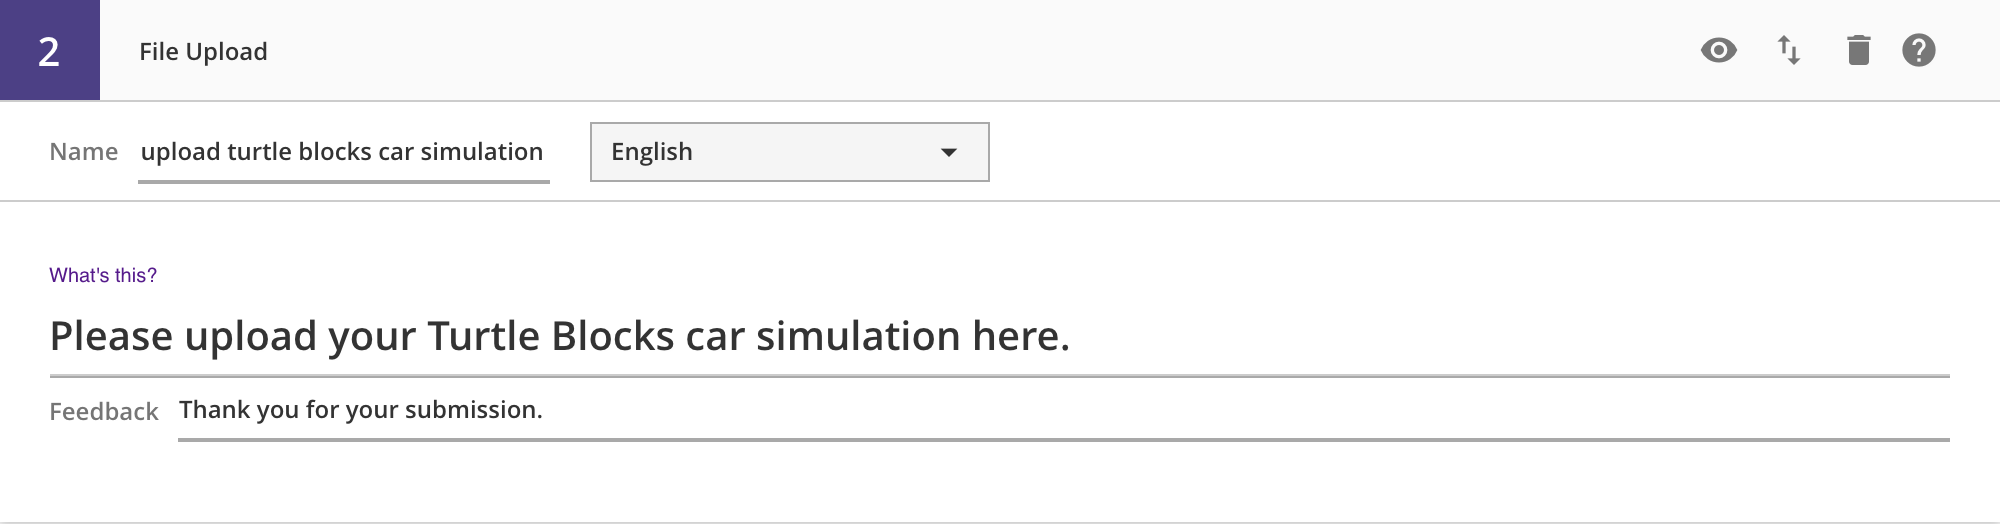 2 File Upload
Name upload turtle blocks car simulation English
What's this?
Please upload your Turtle Blocks car simulation here.
Feedback Thank you for your submission.